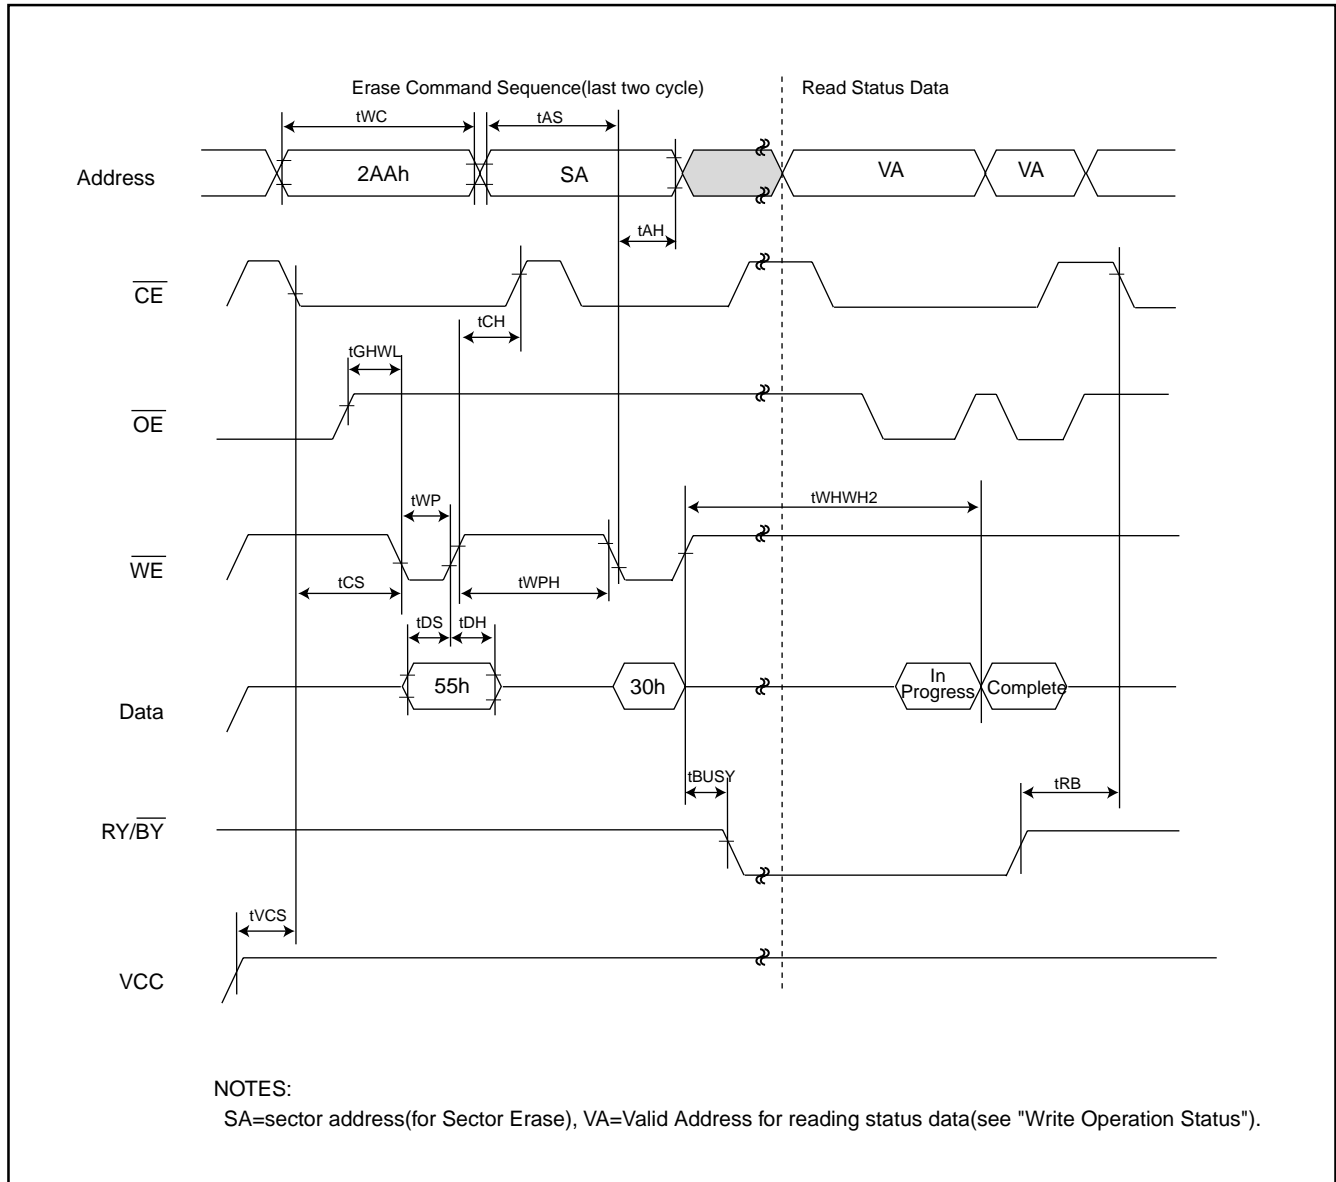 Erase Command Sequence(last two cycle)
Read Status Data
tWC
tAS
Address
2AAh
SA
VA
VA
tAH
CE
tCH
tGHWL
OE
tWP
tWHWH2
WE
tCS
tWPH
tDS
tDH
55h
30h
In
Progress
Complete
Data
tBUSY
tRB
RY/BY
tVCS
VCC
NOTES:
SA=sector address(for Sector Erase), VA=Valid Address for reading status data(see "Write Operation Status").